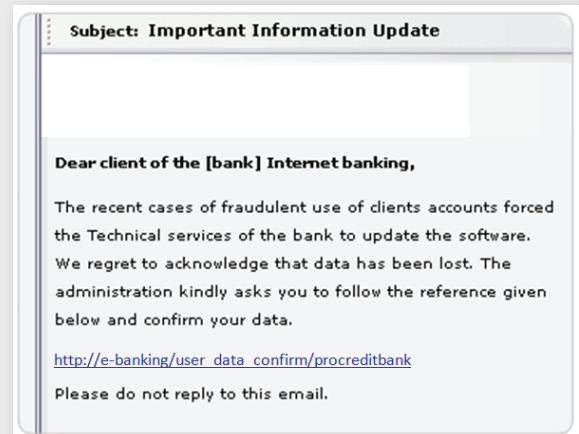 Subject: Important Information Update
Dear client of the [bank] Internet banking,
The recent cases of fraudulent use of clients accounts forced
the Technical services of the bank to update the software.
We regret to acknowledge that data has been lost. The
administration kindly asks you to follow the reference given
below and confirm your data.
http://e-banking/user_data_confirm/procreditbank
Please do not reply to this email.